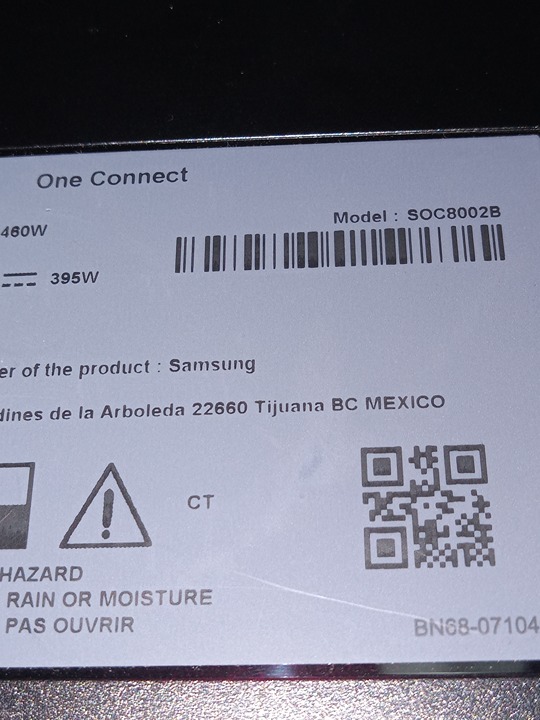 One Connect
Model : SOC8002B
460W
395W
er of the product : Samsung
dines de la Arboleda 22660 Tijuana BC MEXICO
CT
HAZARD
RAIN OR MOISTURE
PAS OUVRIR
BN68-07104